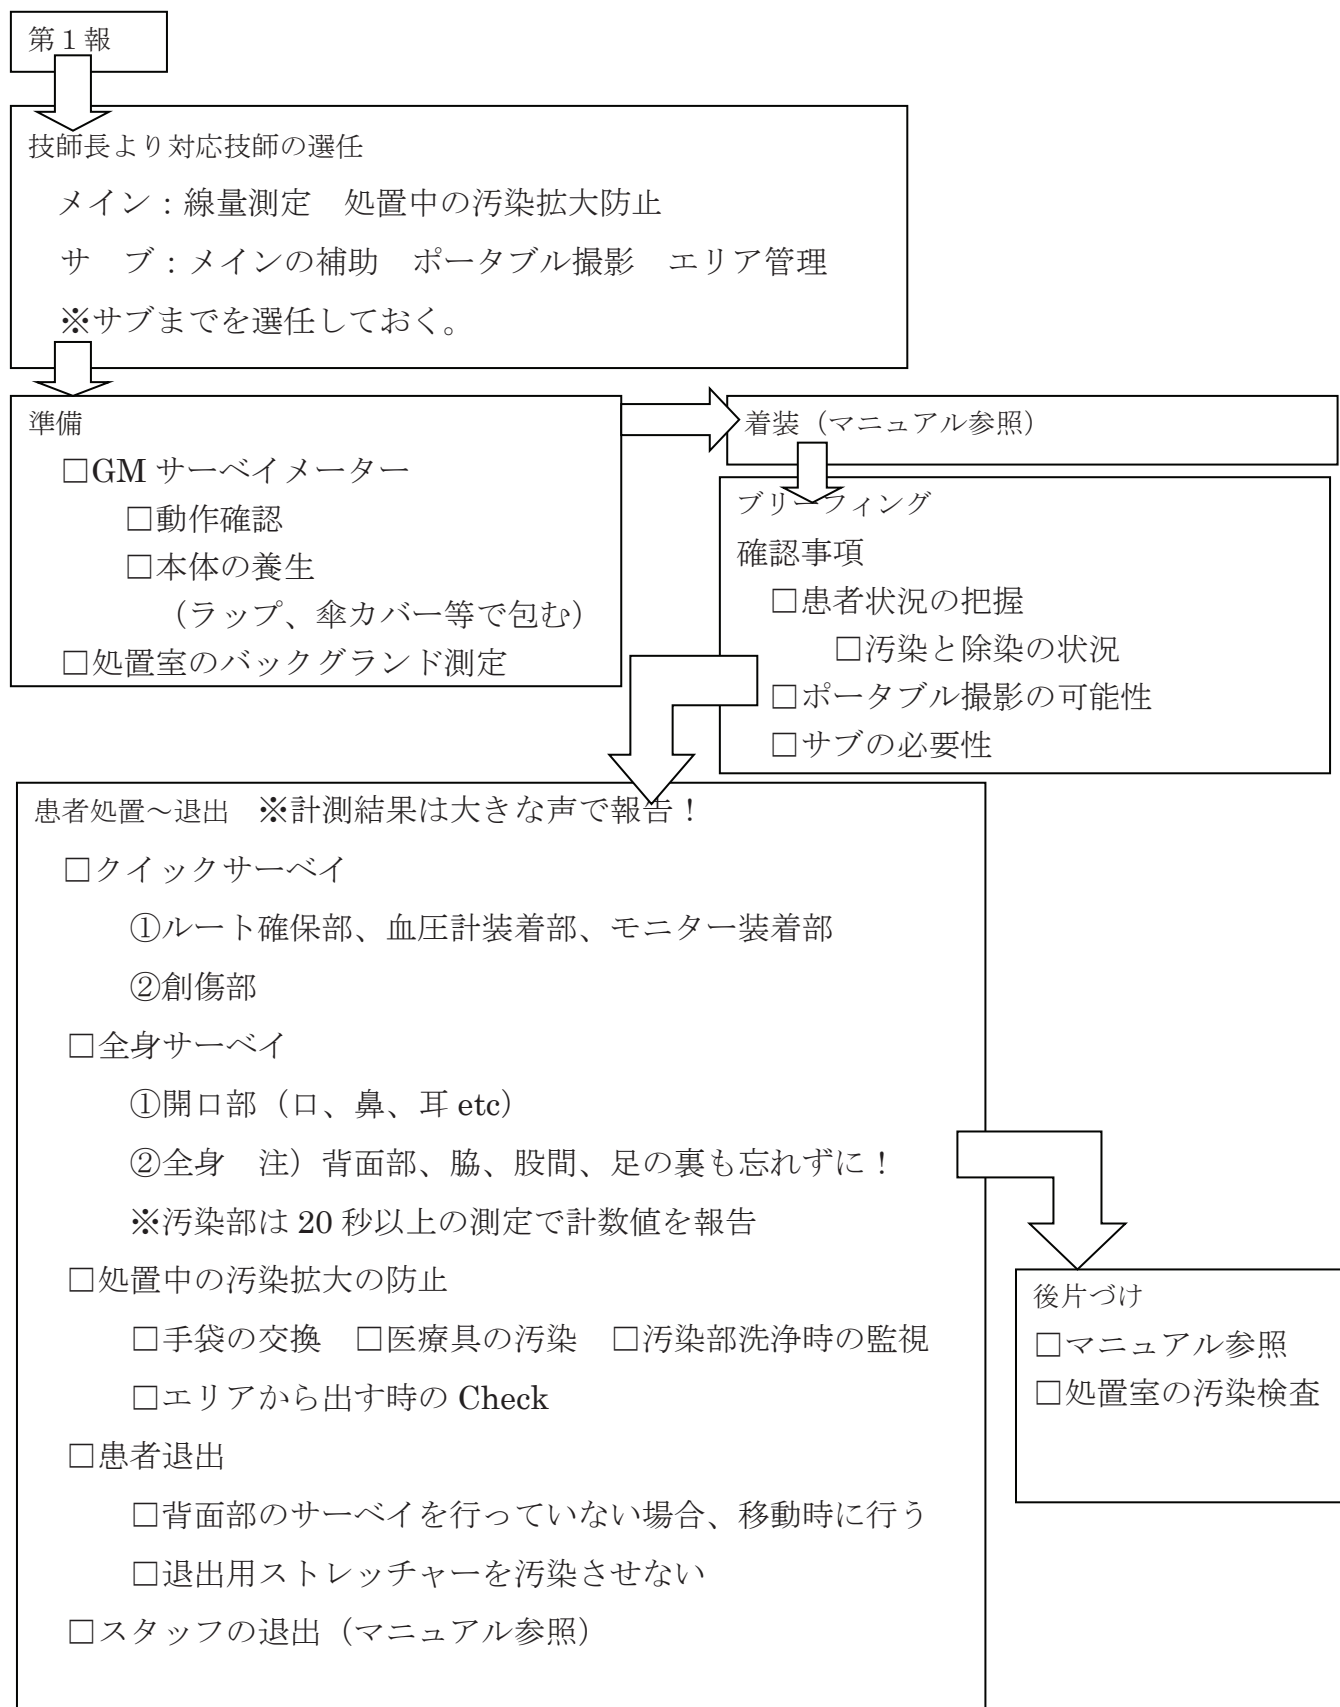 第１報
技師長より対応技師の選任
メイン：線量測定　処置中の汚染拡大防止
サ　ブ：メインの補助　ポータブル撮影　エリア管理
※サブまでを選任しておく。
準備
□GM サーベイメーター
□動作確認
□本体の養生
（ラップ、傘カバー等で包む）
□処置室のバックグランド測定
着装（マニュアル参照）
ブリーフィング
確認事項
□患者状況の把握
□汚染と除染の状況
□ポータブル撮影の可能性
□サブの必要性
患者処置～退出　※計測結果は大きな声で報告！
□クイックサーベイ
①ルート確保部、血圧計装着部、モニター装着部
②創傷部
□全身サーベイ
①開口部（口、鼻、耳 etc）
②全身　注）背面部、脇、股間、足の裏も忘れずに！
※汚染部は 20 秒以上の測定で計数値を報告
□処置中の汚染拡大の防止
□手袋の交換　□医療具の汚染　□汚染部洗浄時の監視
□エリアから出す時の Check
□患者退出
□背面部のサーベイを行っていない場合、移動時に行う
□退出用ストレッチャーを汚染させない
□スタッフの退出（マニュアル参照）
後片づけ
□マニュアル参照
□処置室の汚染検査